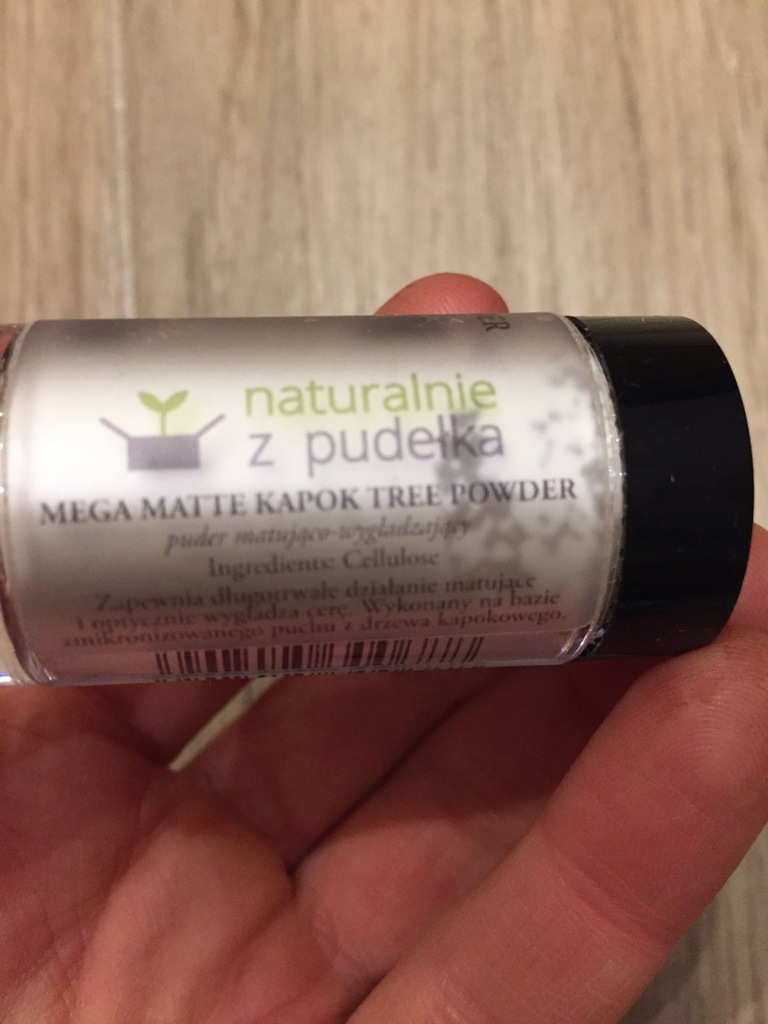 ER
naturalnie
z pudełka
MEGA MATTE KAPOK TREE POWDER
puder matująco-wygładzający
Ingredients: Cellulose
Zapewnia długotrwałe działanie matujące
i optycznie wygładza cerę. Wykonany na bazie
zmikronizowanego puchu z drzewa kapokowego.